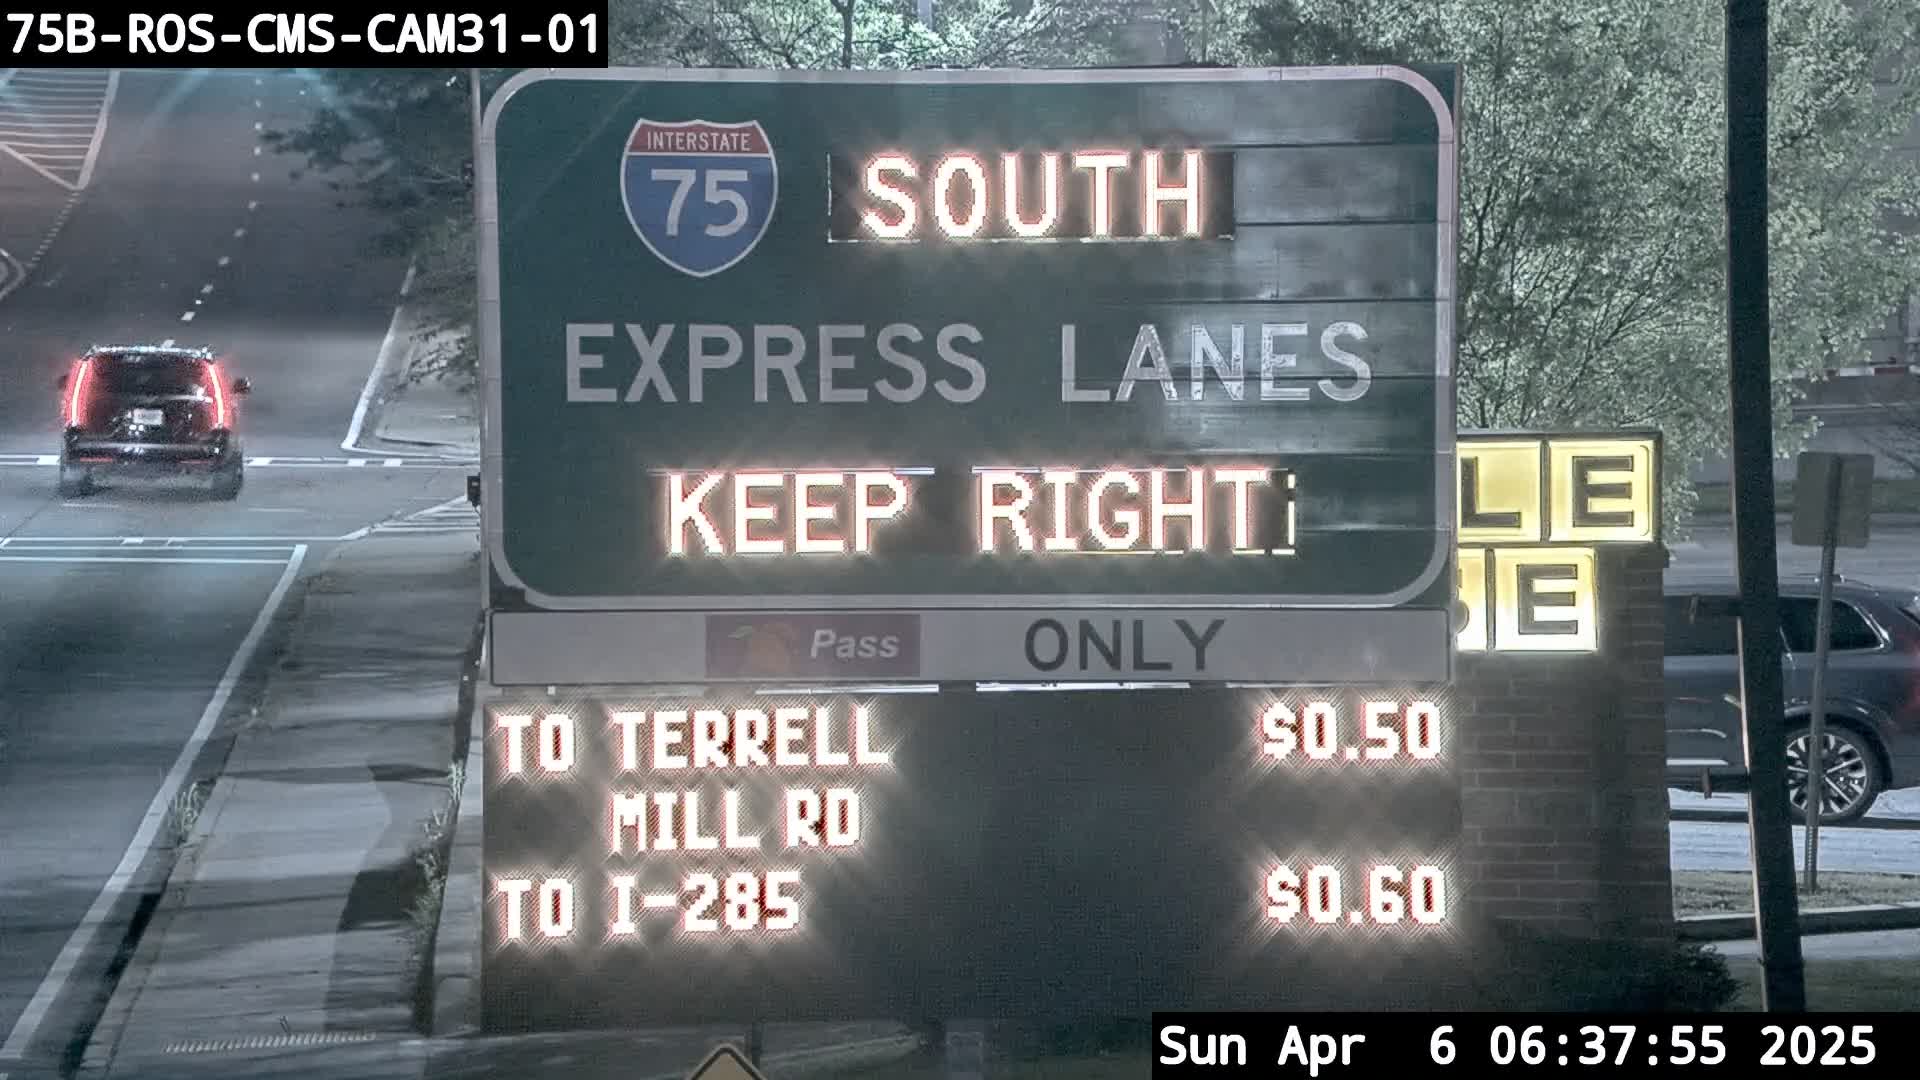 75B-ROS-CMS-CAM31-01
INTERSTATE
75
SOUTH
EXPRESS LANES
KEEP RIGHT
Pass ONLY
TO TERRELL $0.50
MILL RD
TO I-285 $0.60
LE
E
Sun Apr 6 06:37:55 2025